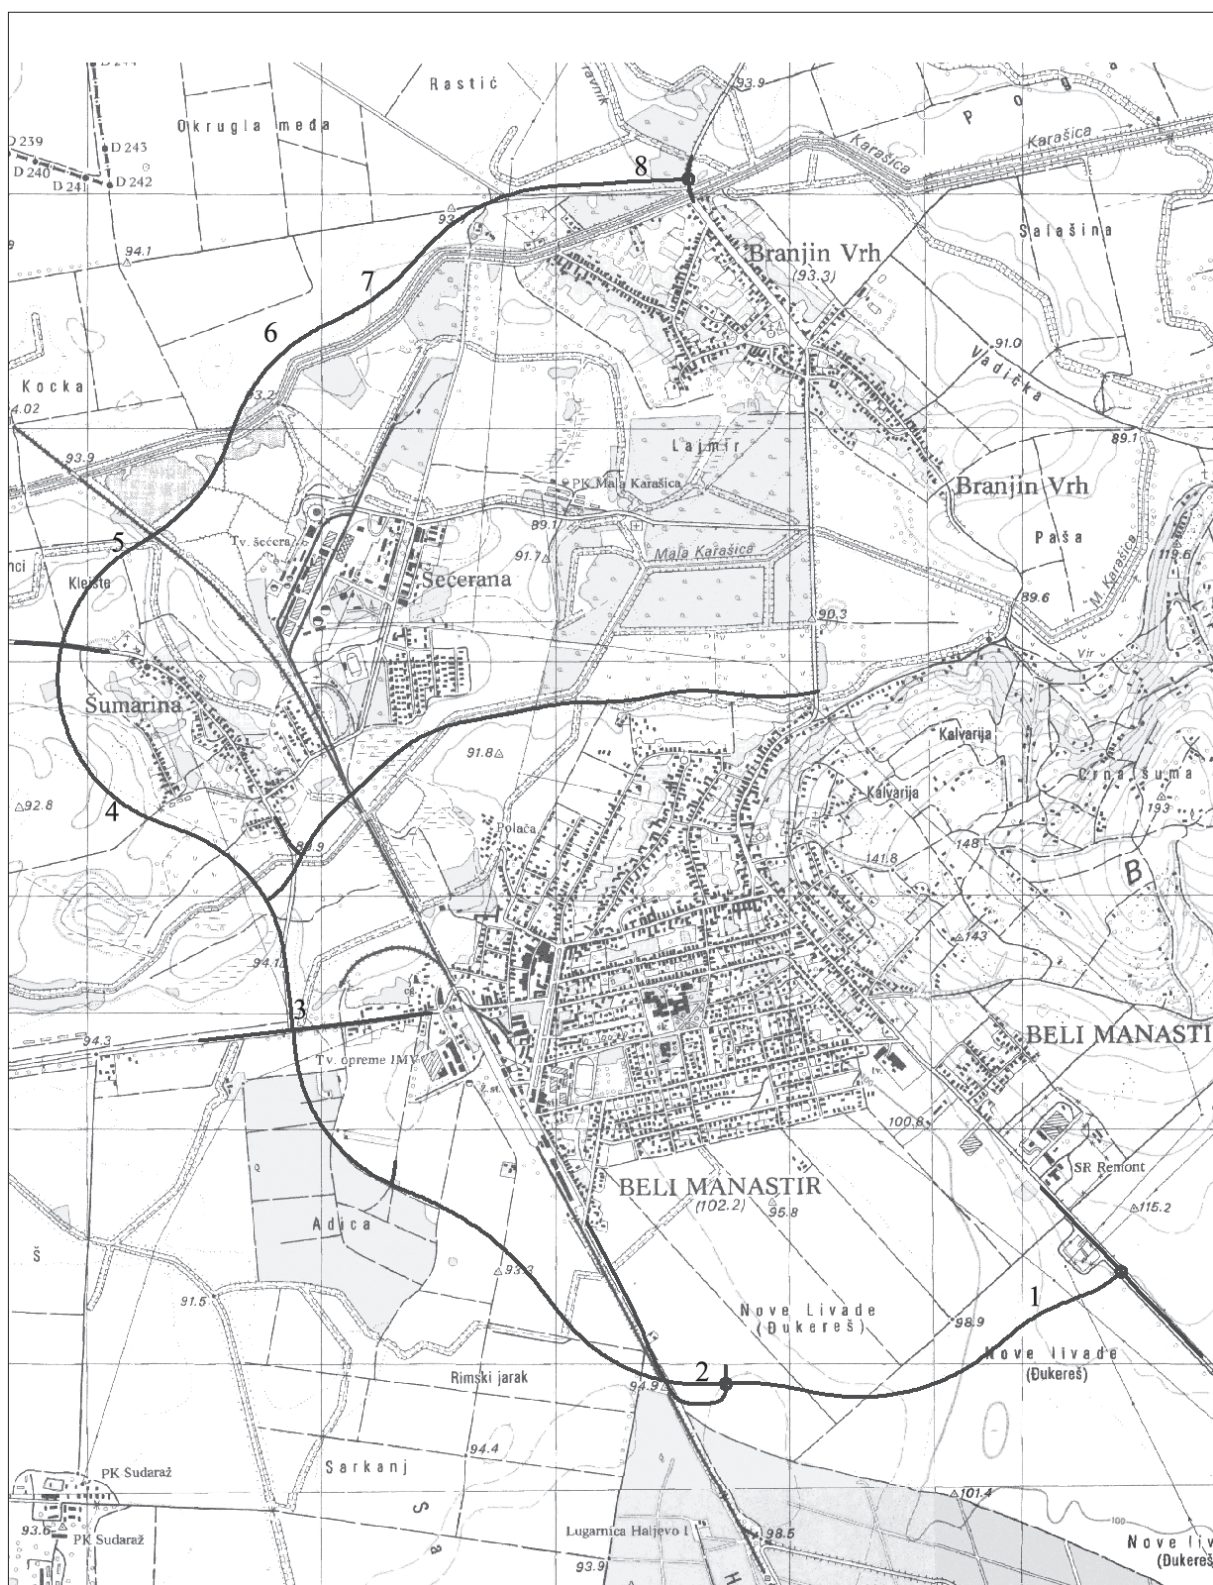 93.9
Rastić
P o g
Okrugla međa
Karašica
Karašica
D 239
D 243
D 240
D 241
D 242
8
Salašina
94.1
Branjin Vrh
(93.3)
7
6
91.0
Vadička
Kocka
4.02
93.2
89.1
93.9
Lajmir
PK Mala Karašica
Branjin Vrh
89.1
Paša
119.6
5
Tv. šećera
91.7
Mala Karašica
M. Karašica
nci
Šećerana
89.6
90.3
Vir
Šumarina
Kalvarija
91.8
Crna šuma
92.8
4
Kalvarija
193
Polača
148
141.8
B
143
94.1
3
BELI MANASTI
94.3
Tv. opreme IMV
ž. st.
tv.
100.8
SR Remont
BELI MANASTIR
(102.2)
95.8
115.2
Adica
Š
93.3
91.5
1
Nove Livade
(Đukereš)
98.9
Nove livade
(Đukereš)
2
Rimski jarak
94.9
94.4
PK Sudaraž
Sarkanj
S
101.4
93.6
PK Sudaraž
Lugarnica Haljevo I
98.5
100
93.9
Nove liv
(Đukereš
H